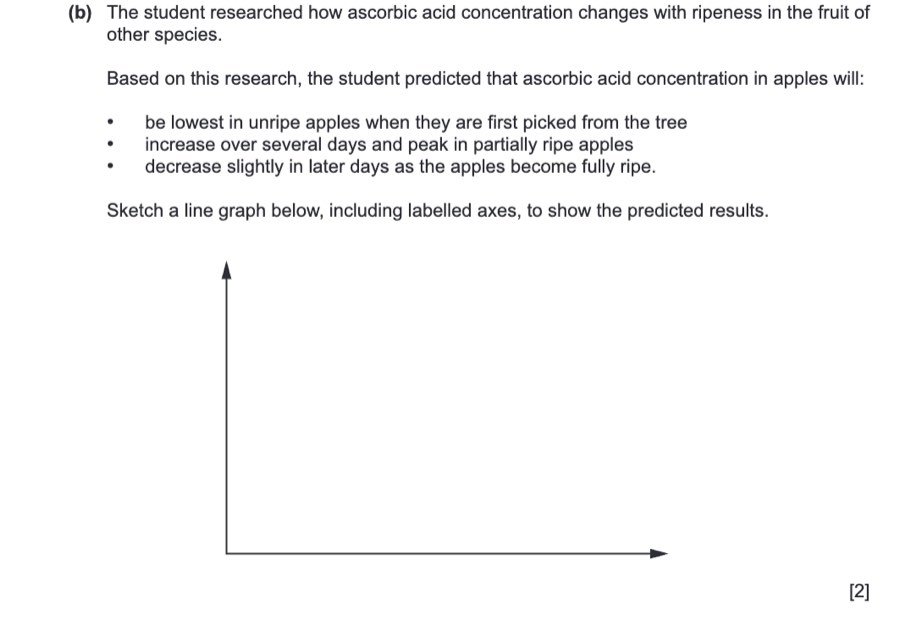 (b) The student researched how ascorbic acid concentration changes with ripeness in the fruit of
other species.
Based on this research, the student predicted that ascorbic acid concentration in apples will:
• be lowest in unripe apples when they are first picked from the tree
• increase over several days and peak in partially ripe apples
• decrease slightly in later days as the apples become fully ripe.
Sketch a line graph below, including labelled axes, to show the predicted results.
[2]